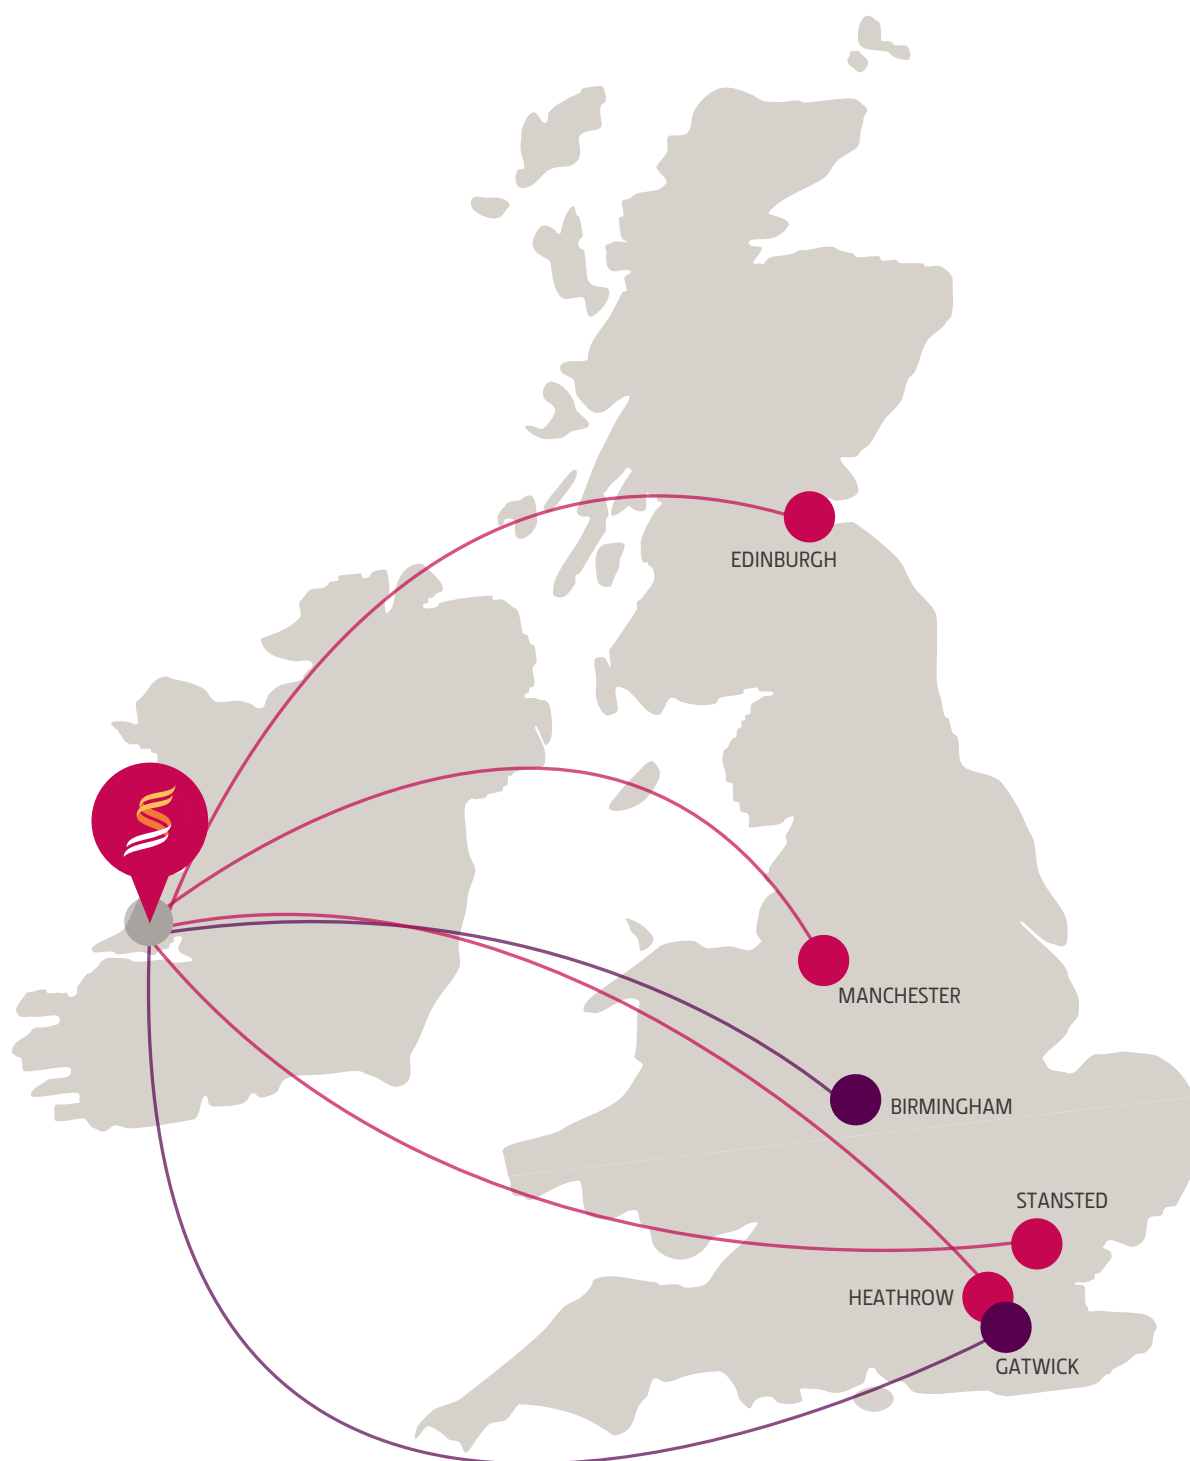 EDINBURGH
MANCHESTER
BIRMINGHAM
STANSTED
HEATHROW
GATWICK